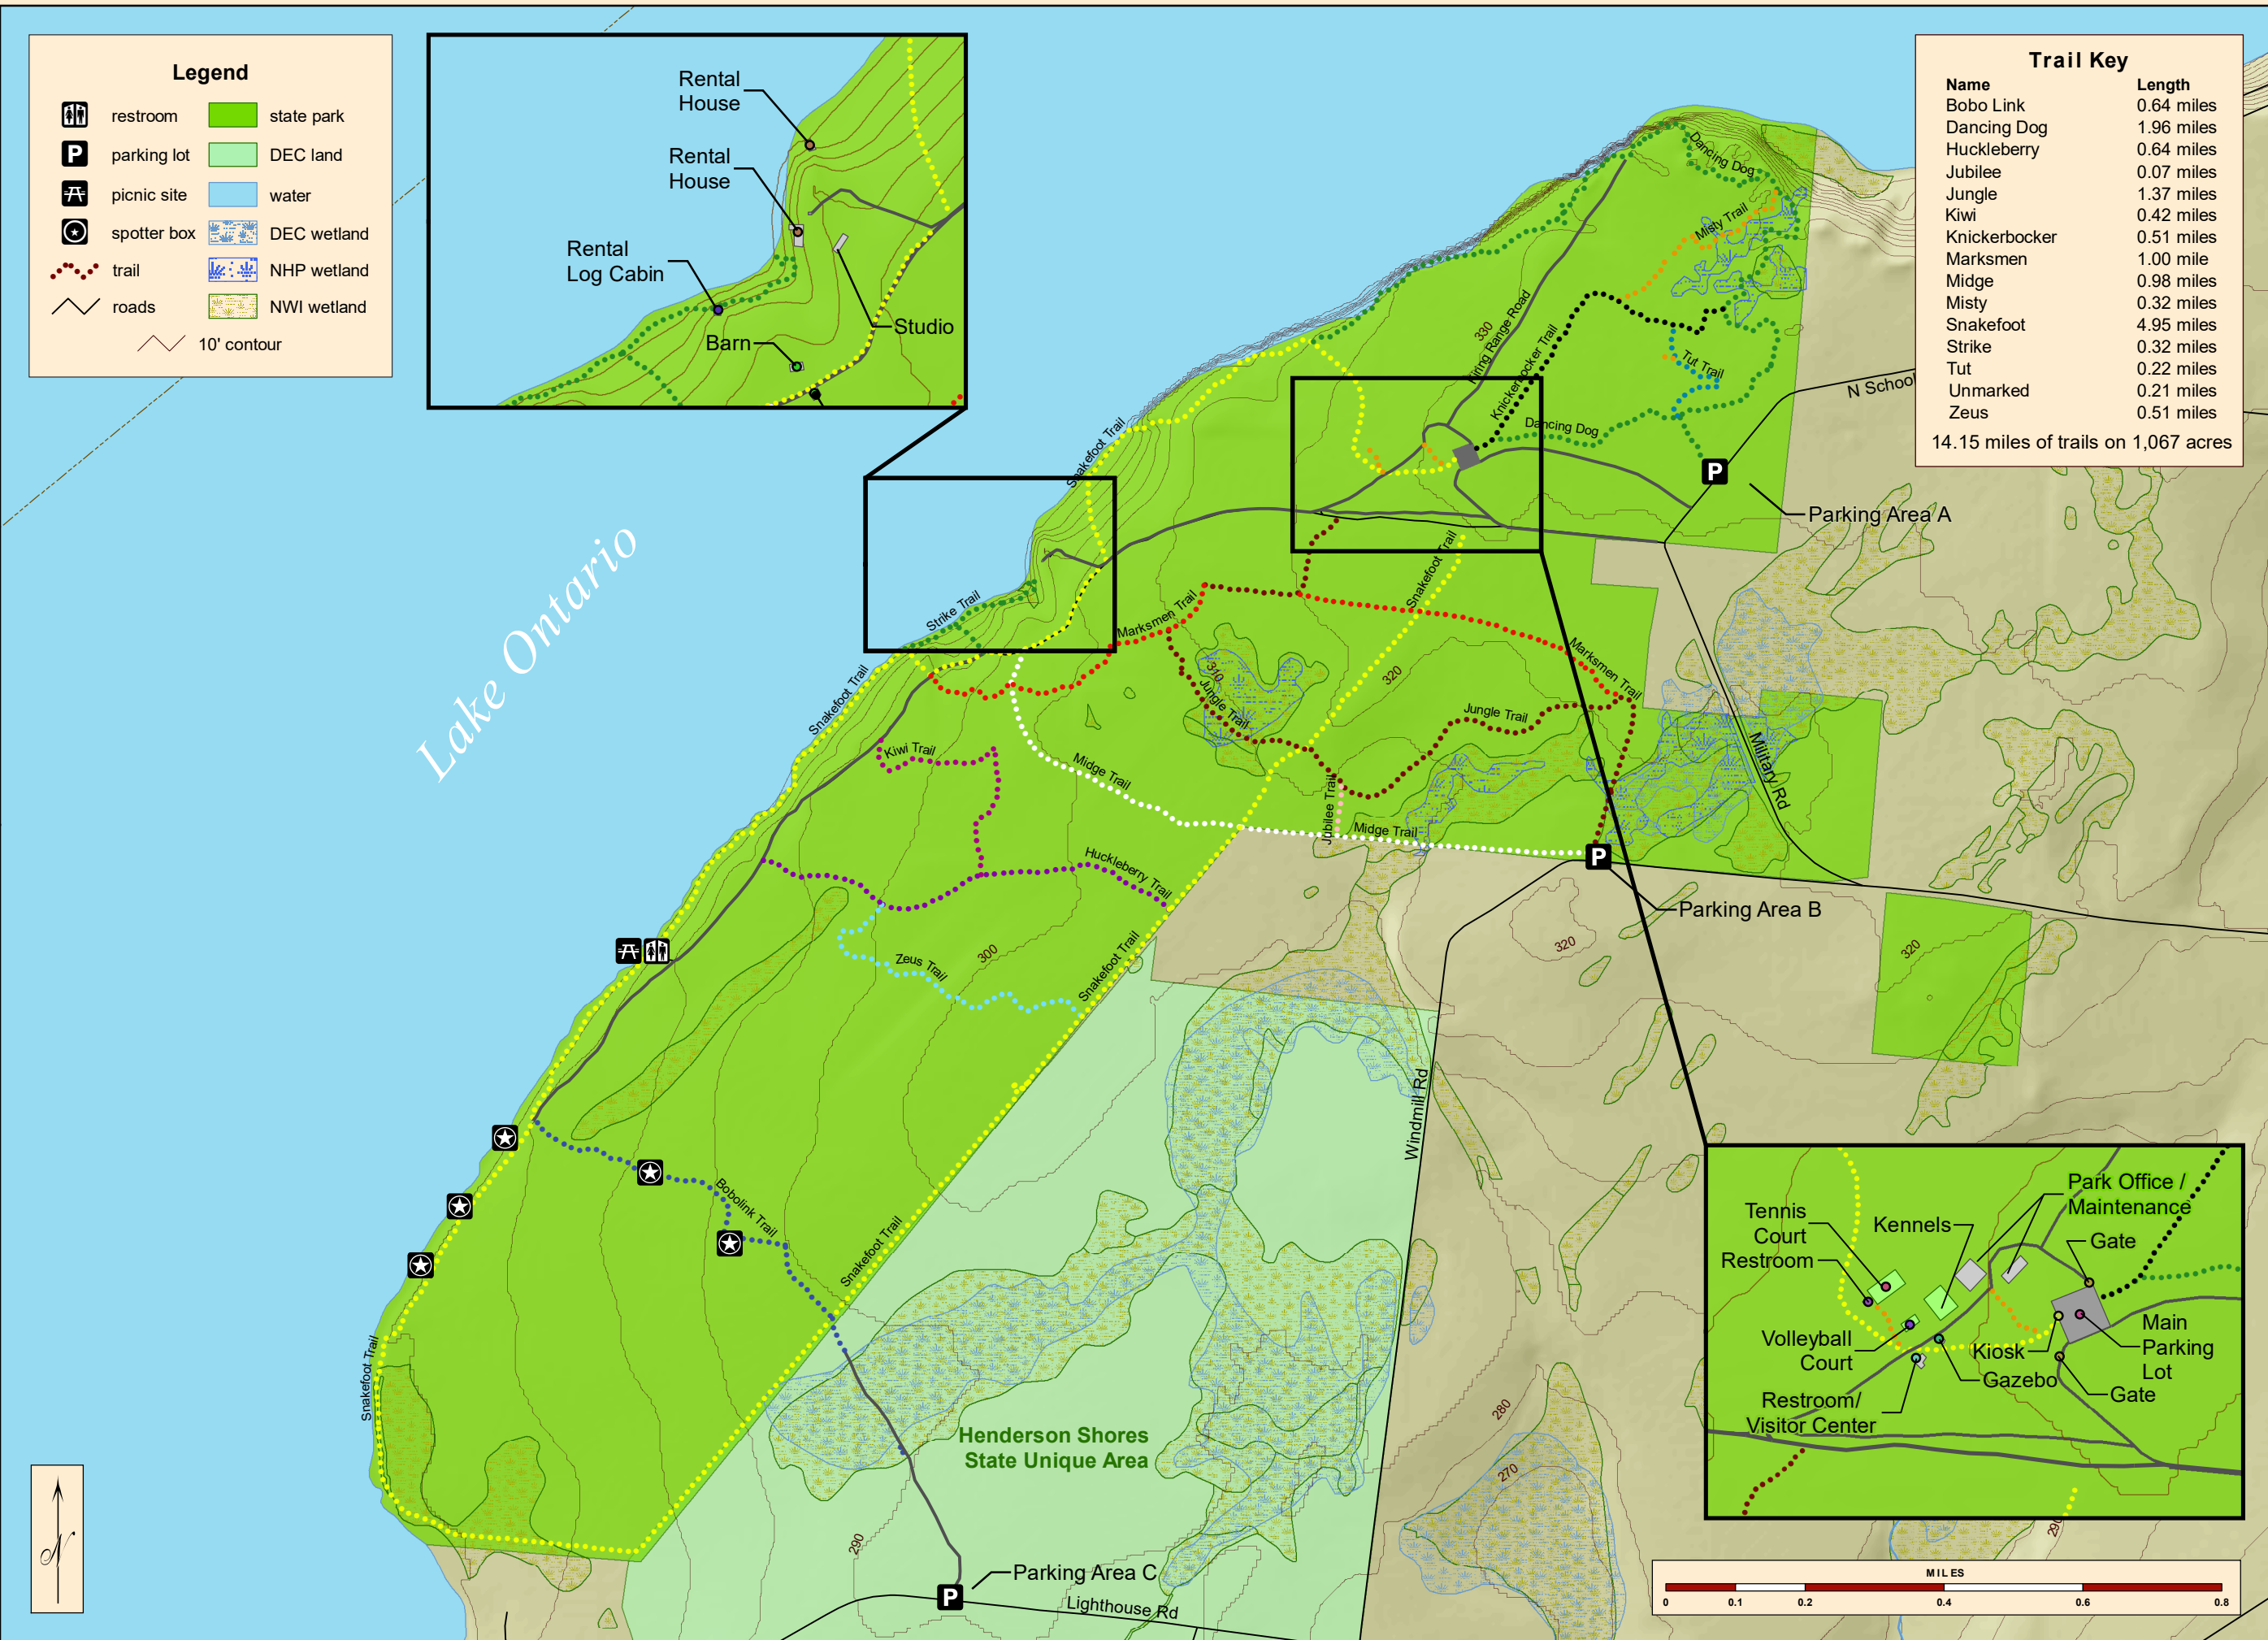 Legend
restroom
state park
parking lot
DEC land
picnic site
water
spotter box
DEC wetland
trail
NHP wetland
roads
NWI wetland
10' contour
P
Rental
House
Rental
House
Rental
Log Cabin
Barn
Studio
Trail Key
Name Length
Bobo Link 0.64 miles
Dancing Dog 1.96 miles
Huckleberry 0.64 miles
Jubilee 0.07 miles
Jungle 1.37 miles
Kiwi 0.42 miles
Knickerbocker 0.51 miles
Marksmen 1.00 mile
Midge 0.98 miles
Misty 0.32 miles
Snakefoot 4.95 miles
Strike 0.32 miles
Tut 0.22 miles
Unmarked 0.21 miles
Zeus 0.51 miles
14.15 miles of trails on 1,067 acres
Dancing Dog
Misty Trail
330
Firing Range Road
Knickerbocker Trail
Tut Trail
N School
Dancing Dog
Snakefoot Trail
P
Parking Area A
Lake Ontario
Strike Trail
Marksmen Trail
Snakefoot Trail
Marksmen Trail
310
320
Snakefoot Trail
Jungle Trail
Jungle Trail
Kiwi Trail
Midge Trail
Military Rd
Jubilee Trail
Midge Trail
P
Huckleberry Trail
Parking Area B
Zeus Trail
300
Snakefoot Trail
320
320
Windmill Rd
Bobolink Trail
Snakefoot Trail
Snakefoot Trail
Henderson Shores
State Unique Area
280
270
290
290
Parking Area C
P
Lighthouse Rd
Tennis
Court
Restroom
Kennels
Park Office /
Maintenance
Gate
Volleyball
Court
Kiosk
Main
Parking
Lot
Gazebo
Gate
Restroom/
Visitor Center
N
MILES
0 0.1 0.2 0.4 0.6 0.8